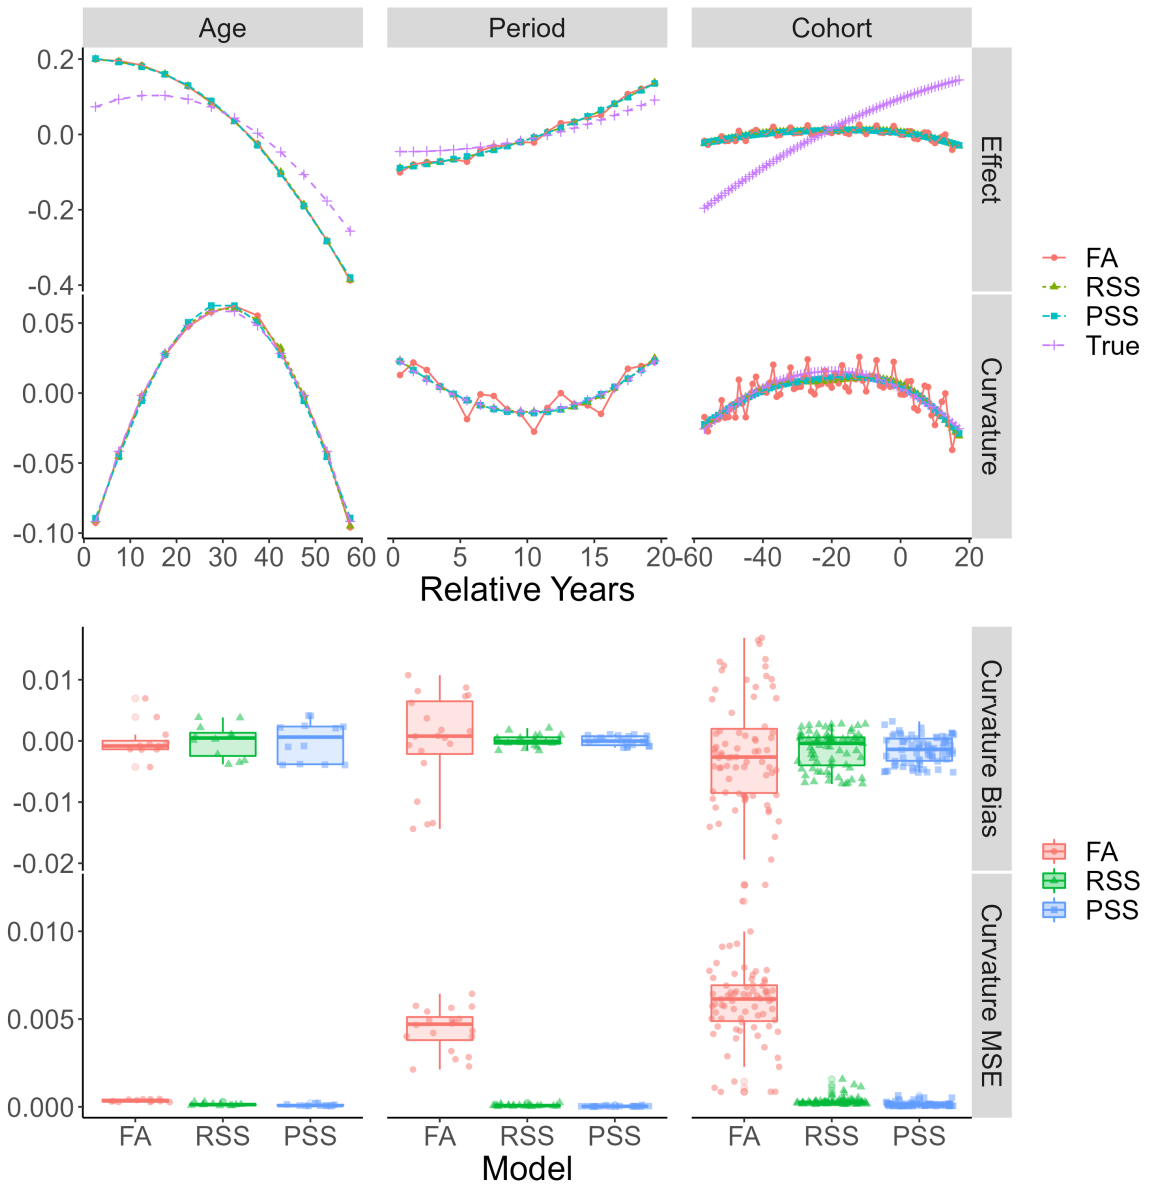 Age Period Cohort
0.2
0.0
-0.2
-0.4
Effect
0.05
0.00
-0.05
-0.10
Curvature
0 10 20 30 40 50 60 0 5 10 15 20 -60 -40 -20 0 20
Relative Years
FA
RSS
PSS
True
0.01
0.00
-0.01
-0.02
Curvature Bias
0.010
0.005
0.000
Curvature MSE
FA RSS PSS FA RSS PSS FA RSS PSS
Model
FA
RSS
PSS